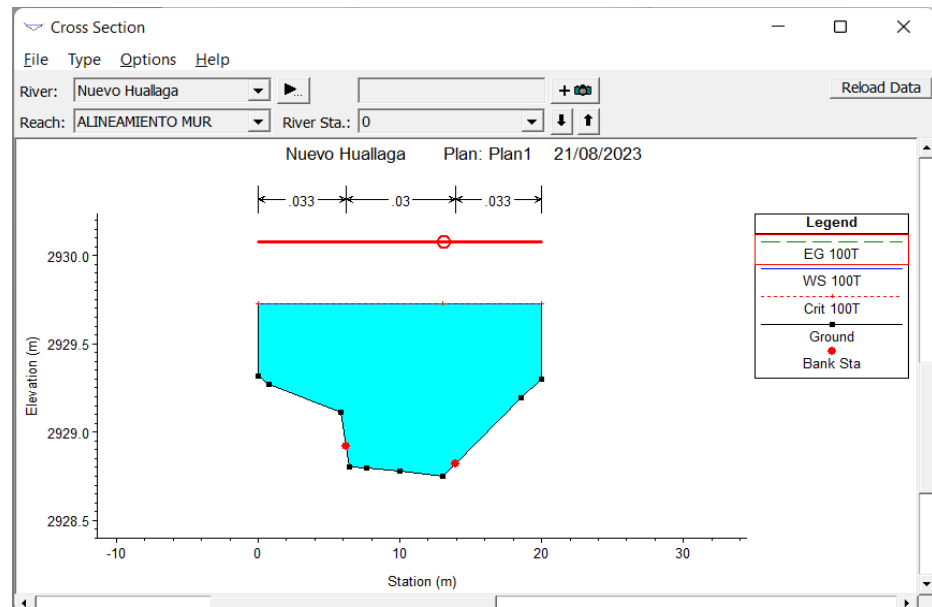 Cross Section
File Type Options Help
River: Nuevo Huallaga
Reload Data
Reach: ALINEAMIENTO MUR River Sta.: 0
Nuevo Huallaga Plan: Plan1 21/08/2023
.033 .03 .033
Legend
EG 100T
WS 100T
Crit 100T
Ground
Bank Sta
Elevation (m)
2930.0
2929.5
2929.0
2928.5
-10 0 10 20 30
Station (m)